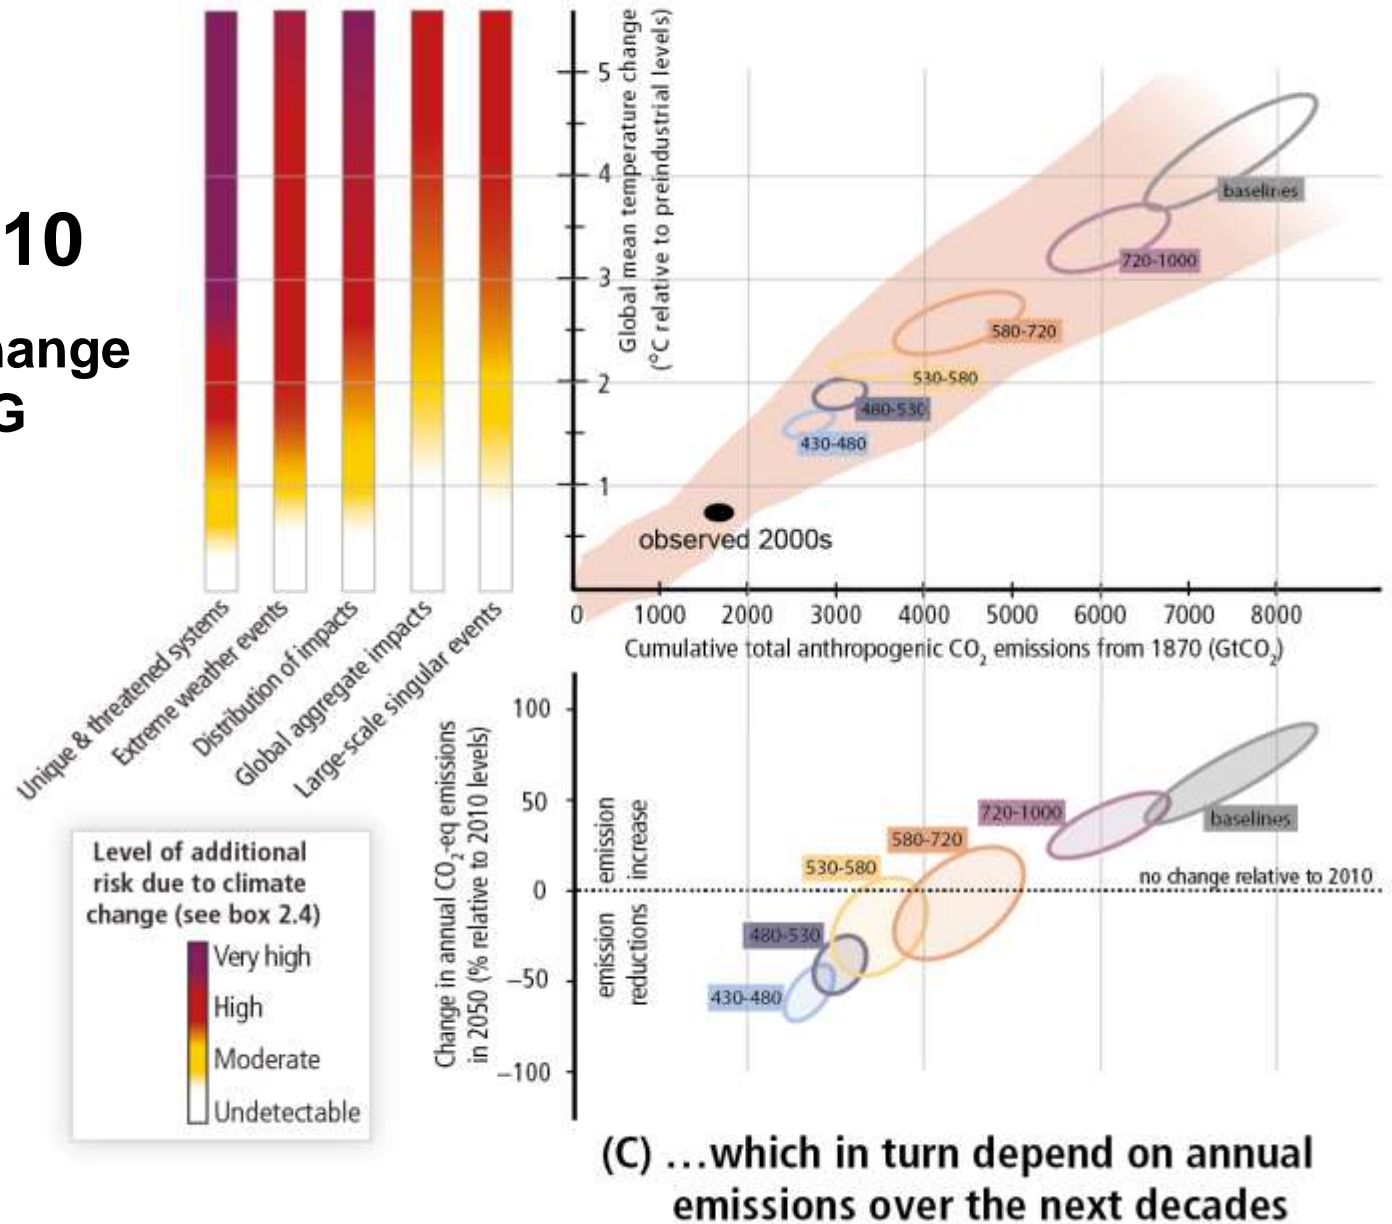 10
ange
G
Unique & threatened systems
Extreme weather events
Distribution of impacts
Global aggregate impacts
Large-scale singular events
Level of additional
risk due to climate
change (see box 2.4)
Very high
High
Moderate
Undetectable
Global mean temperature change
(°C relative to preindustrial levels)
5
4
3
2
1
baselines
720-1000
580-720
530-580
480-530
430-480
observed 2000s
0 1000 2000 3000 4000 5000 6000 7000 8000
Cumulative total anthropogenic CO₂ emissions from 1870 (GtCO₂)
Change in annual CO₂-eq emissions
in 2050 (% relative to 2010 levels)
100
50
0
−50
−100
emission
increase
emission
reductions
720-1000
baselines
580-720
530-580
no change relative to 2010
480-530
430-480
(C) ...which in turn depend on annual
emissions over the next decades